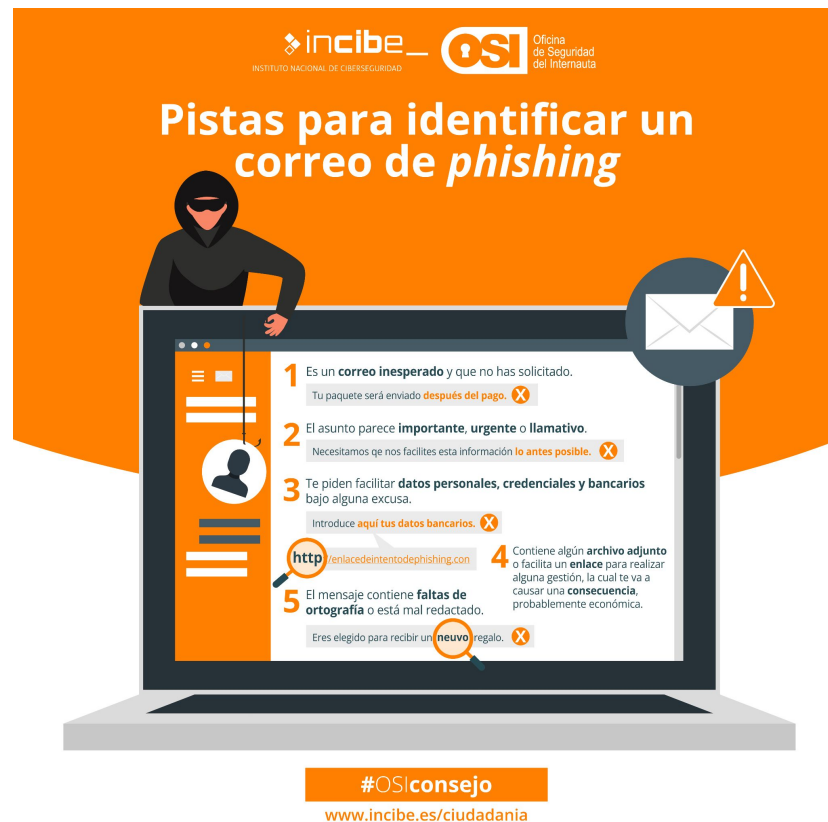 incibe_
INSTITUTO NACIONAL DE CIBERSEGURIDAD
OSI
Oficina
de Seguridad
del Internauta
Pistas para identificar un
correo de phishing
1 Es un correo inesperado y que no has solicitado.
Tu paquete será enviado después del pago. X
2 El asunto parece importante, urgente o llamativo.
Necesitamos qe nos facilites esta información lo antes posible. X
3 Te piden facilitar datos personales, credenciales y bancarios
bajo alguna excusa.
Introduce aquí tus datos bancarios. X
http://enlacedeintentodephishing.con
4 Contiene algún archivo adjunto
o facilita un enlace para realizar
alguna gestión, la cual te va a
causar una consecuencia,
probablemente económica.
5 El mensaje contiene faltas de
ortografía o está mal redactado.
Eres elegido para recibir un neuvo regalo. X
#OSIconsejo
www.incibe.es/ciudadania